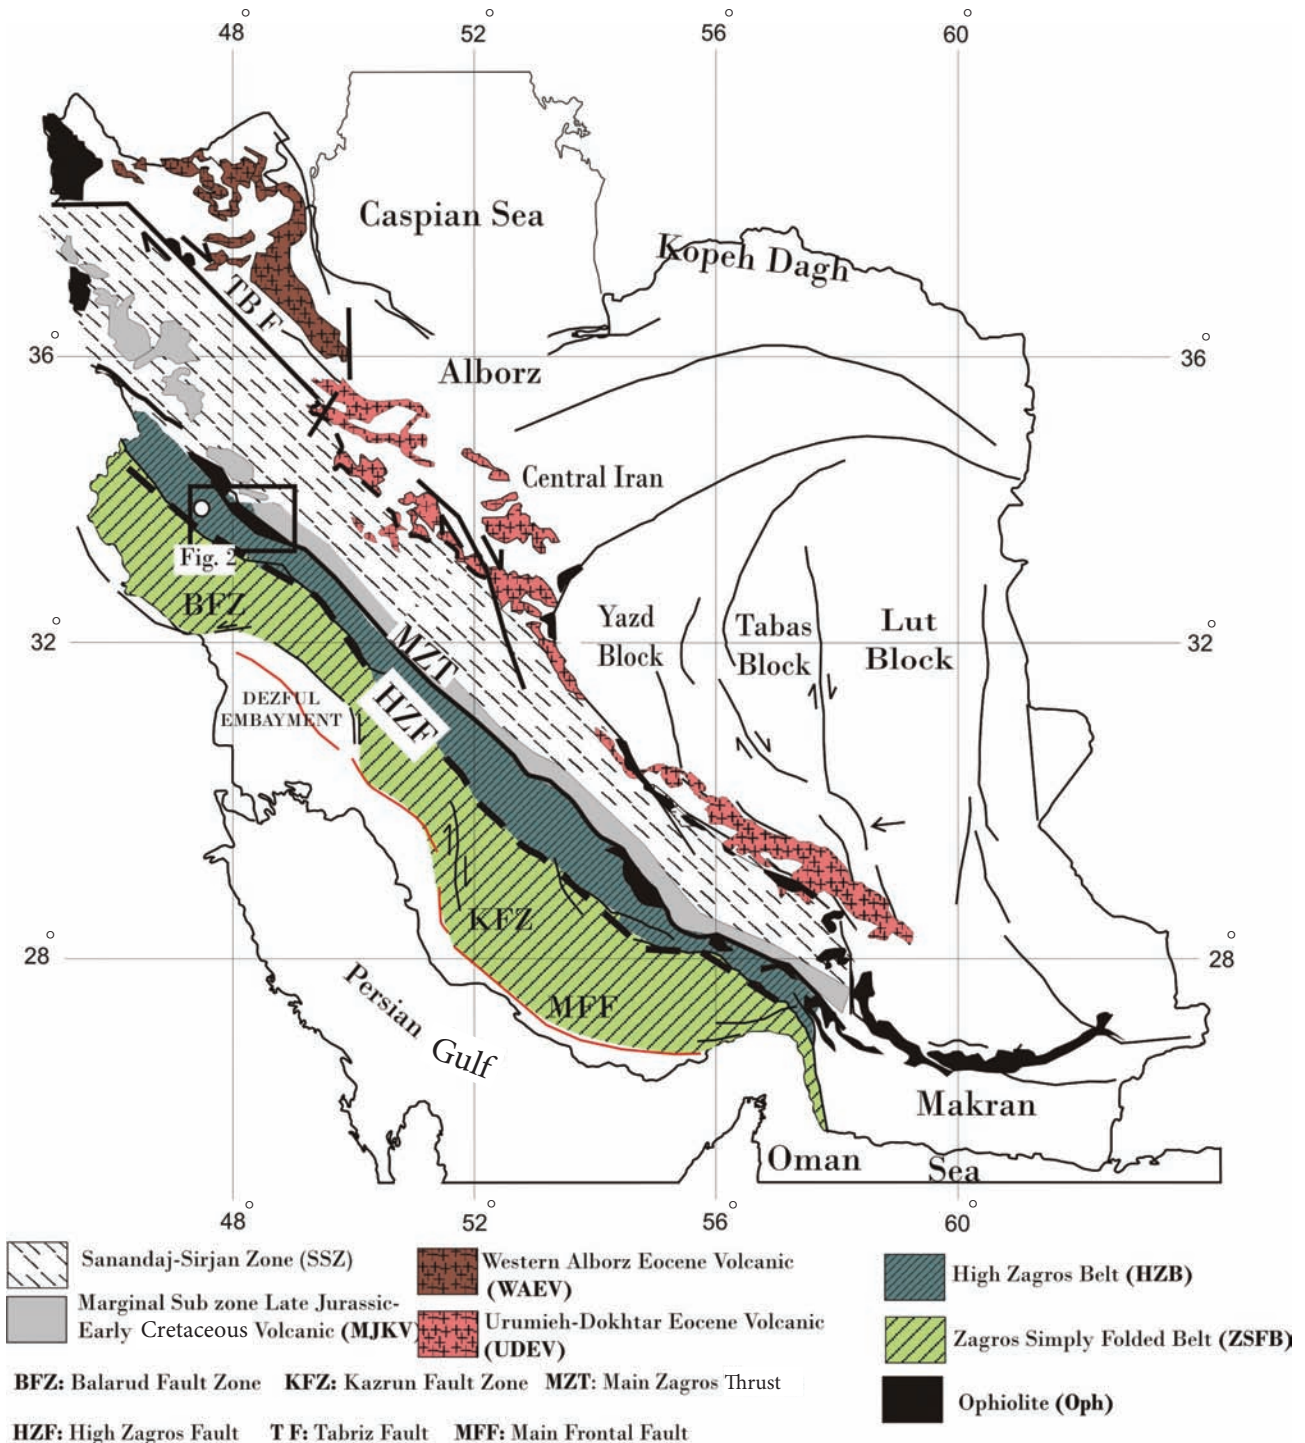 48°
52°
56°
60°
Caspian Sea
Kopeh Dagh
TB F
36°
36°
Alborz
Central Iran
Fig. 2
BFZ
MZT
Yazd
Block
Tabas
Block
Lut
Block
32°
32°
HZF
DEZFUL
EMBAYMENT
KFZ
28°
28°
MFF
Persian
Gulf
Makran
Oman
Sea
48°
52°
56°
60°
Sanandaj-Sirjan Zone (SSZ)
Marginal Sub zone Late Jurassic-
Early Cretaceous Volcanic (MJKV)
Western Alborz Eocene Volcanic
(WAEV)
Urumieh-Dokhtar Eocene Volcanic
(UDEV)
High Zagros Belt (HZB)
Zagros Simply Folded Belt (ZSFB)
Ophiolite (Oph)
BFZ: Balarud Fault Zone KFZ: Kazrun Fault Zone MZT: Main Zagros Thrust
HZF: High Zagros Fault T F: Tabriz Fault MFF: Main Frontal Fault